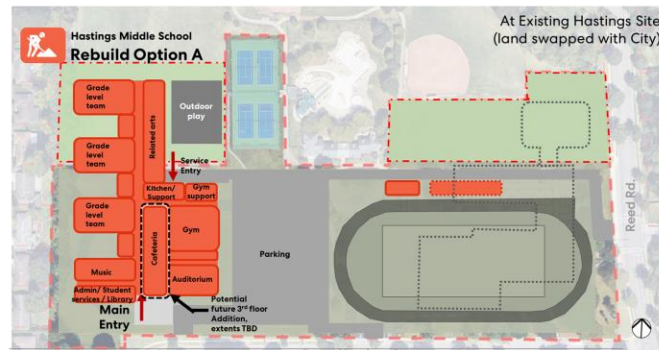 Hastings Middle School
Rebuild Option A
At Existing Hastings Site
(land swapped with City)
Grade
level
team
Related arts
Outdoor
play
Service
Entry
Grade
level
team
Kitchen/
Support
Gym
support
Grade
level
team
Cafeteria
Gym
Parking
Reed Rd.
Music
Auditorium
Admin/ Student
services / Library
Main
Entry
Potential
future 3rd floor
Addition,
extents TBD